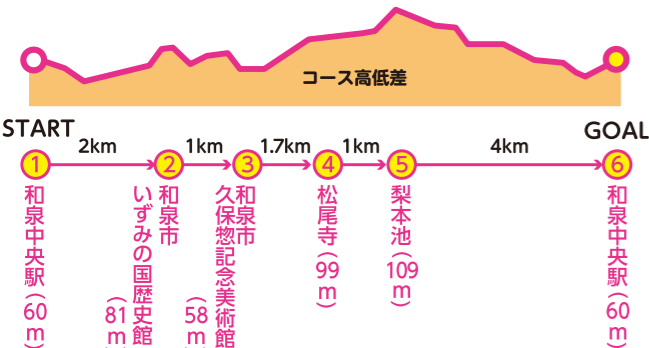 コース高低差
START
GOAL
2km
1km
1.7km
1km
4km
1
2
3
4
5
6
和泉中央駅(60m)
和泉市
いずみの国歴史館
(81m)
和泉市
久保惣記念美術館
(58m)
松尾寺(99m)
梨本池(109m)
和泉中央駅(60m)